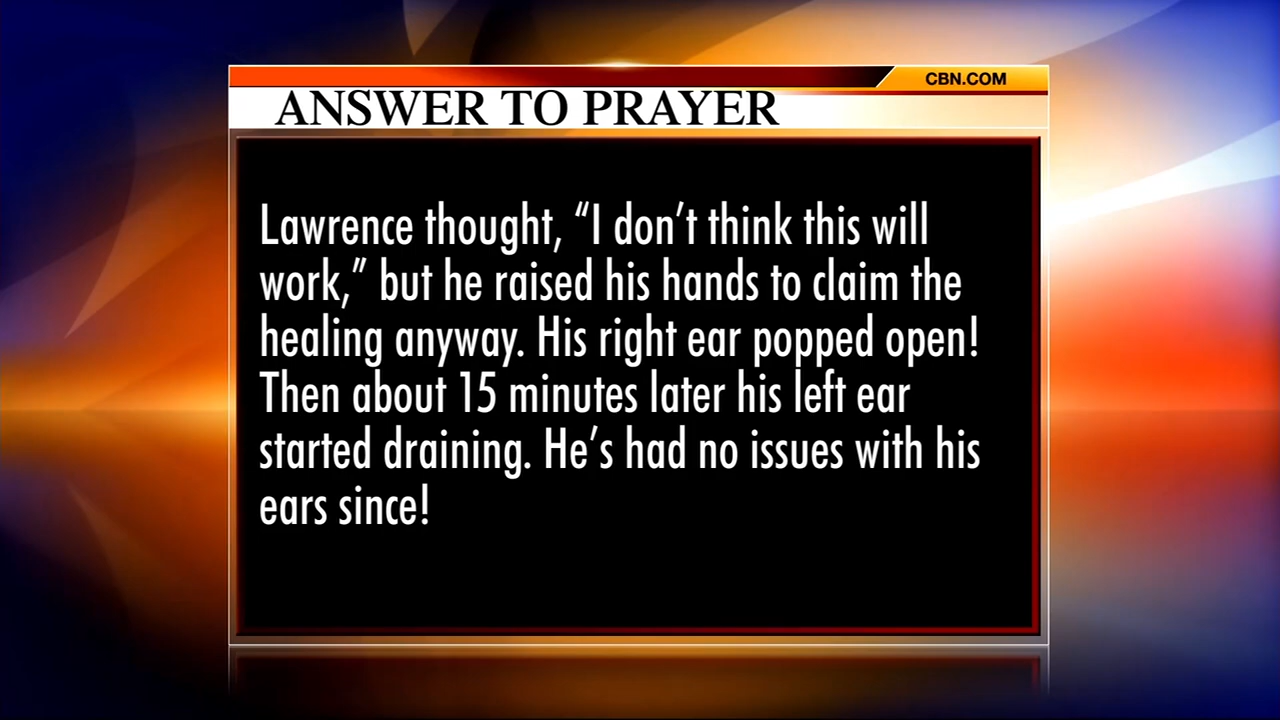 CBN.COM
ANSWER TO PRAYER
Lawrence thought, “I don’t think this will
work,” but he raised his hands to claim the
healing anyway. His right ear popped open!
Then about 15 minutes later his left ear
started draining. He’s had no issues with his
ears since!